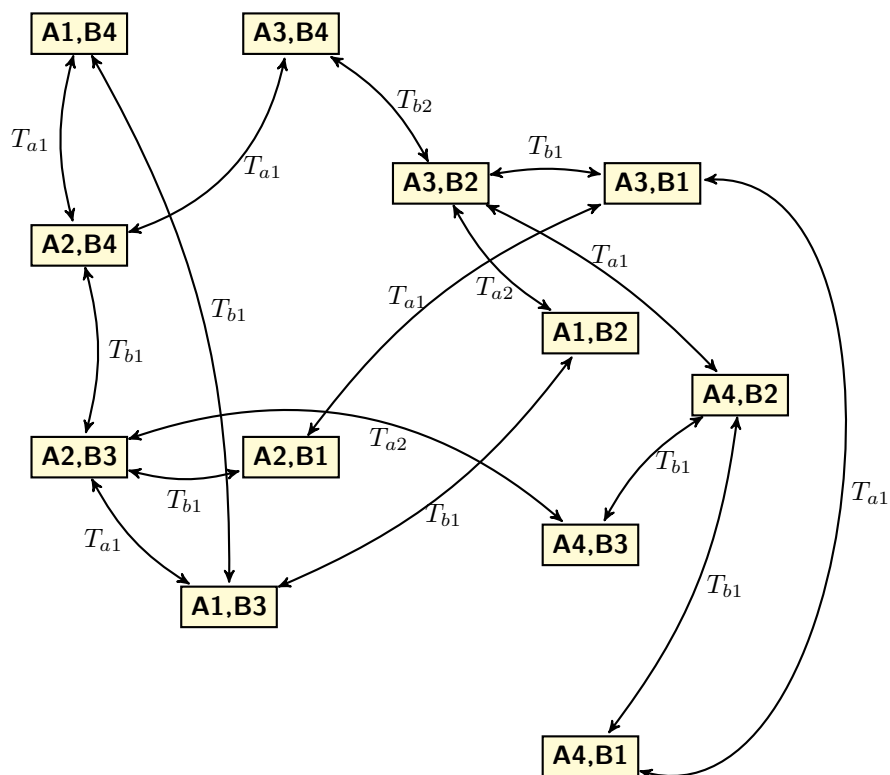 A1,B4
A3,B4
T_{b2}
T_{a1}
T_{b1}
T_{a1}
A3,B2
A3,B1
A2,B4
T_{a1}
T_{a2}
T_{a1}
T_{b1}
A1,B2
T_{b1}
A4,B2
T_{a2}
A2,B3
A2,B1
T_{b1}
T_{a1}
T_{b1}
T_{b1}
T_{a1}
A4,B3
T_{b1}
A1,B3
A4,B1